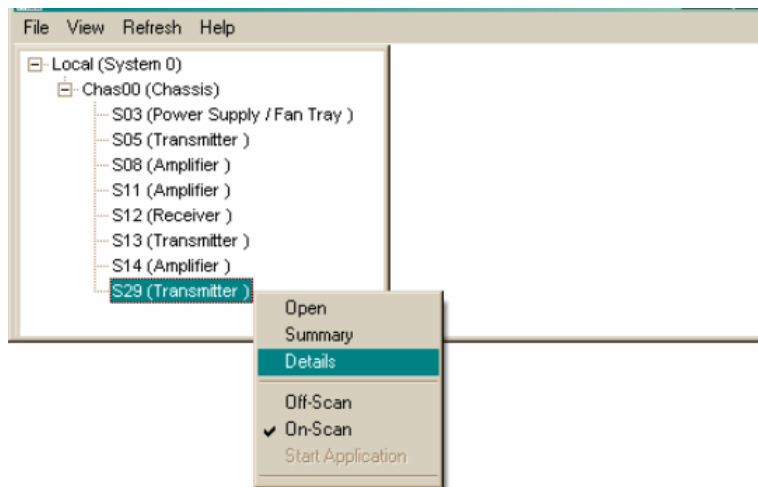 File View Refresh Help
Local (System 0)
Chas00 (Chassis)
S03 (Power Supply / Fan Tray )
S05 (Transmitter )
S08 (Amplifier )
S11 (Amplifier )
S12 (Receiver )
S13 (Transmitter )
S14 (Amplifier )
S29 (Transmitter )
Open
Summary
Details
Off-Scan
On-Scan
Start Application